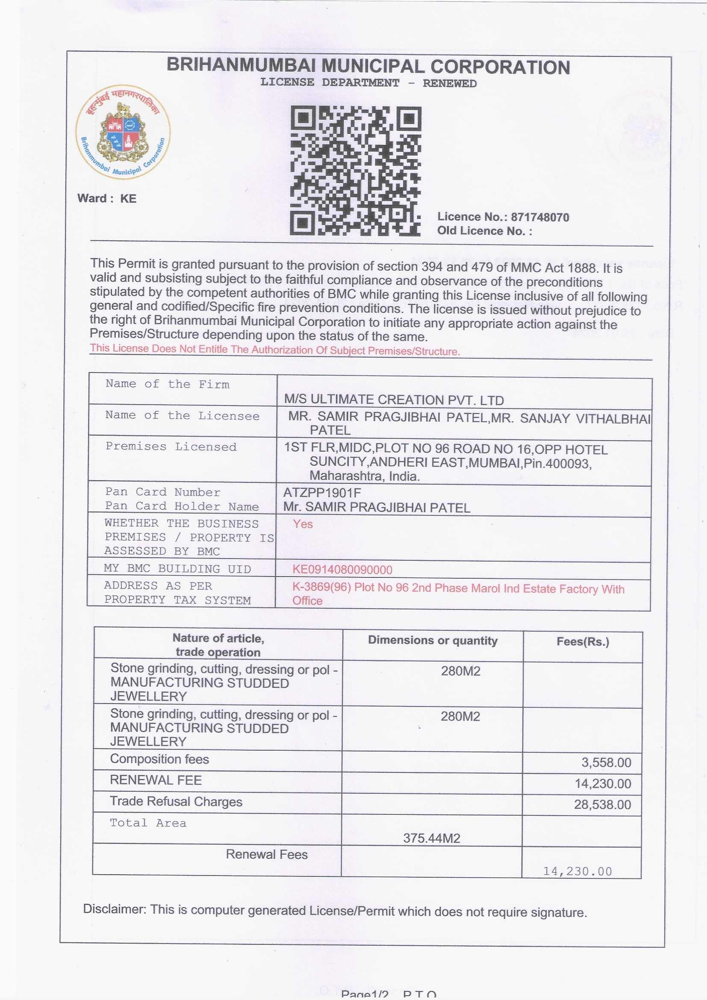 BRIHANMUMBAI MUNICIPAL CORPORATION
LICENSE DEPARTMENT - RENEWED
बृहन्मुंबई महानगरपालिका
Brihanmumbai Municipal Corporation
Ward : KE
Licence No.: 871748070
Old Licence No. :
This Permit is granted pursuant to the provision of section 394 and 479 of MMC Act 1888. It is
valid and subsisting subject to the faithful compliance and observance of the preconditions
stipulated by the competent authorities of BMC while granting this License inclusive of all following
general and codified/Specific fire prevention conditions. The license is issued without prejudice to
the right of Brihanmumbai Municipal Corporation to initiate any appropriate action against the
Premises/Structure depending upon the status of the same.
This License Does Not Entitle The Authorization Of Subject Premises/Structure.
Name of the Firm
M/S ULTIMATE CREATION PVT. LTD
Name of the Licensee MR. SAMIR PRAGJIBHAI PATEL,MR. SANJAY VITHALBHAI
PATEL
Premises Licensed 1ST FLR,MIDC,PLOT NO 96 ROAD NO 16,OPP HOTEL
SUNCITY,ANDHERI EAST,MUMBAI,Pin.400093,
Maharashtra, India.
Pan Card Number ATZPP1901F
Pan Card Holder Name Mr. SAMIR PRAGJIBHAI PATEL
WHETHER THE BUSINESS Yes
PREMISES / PROPERTY IS
ASSESSED BY BMC
MY BMC BUILDING UID KE0914080090000
ADDRESS AS PER K-3869(96) Plot No 96 2nd Phase Marol Ind Estate Factory With
PROPERTY TAX SYSTEM Office
Nature of article, Dimensions or quantity Fees(Rs.)
trade operation
Stone grinding, cutting, dressing or pol - 280M2
MANUFACTURING STUDDED
JEWELLERY
Stone grinding, cutting, dressing or pol - 280M2
MANUFACTURING STUDDED
JEWELLERY
Composition fees 3,558.00
RENEWAL FEE 14,230.00
Trade Refusal Charges 28,538.00
Total Area
375.44M2
Renewal Fees
14,230.00
Disclaimer: This is computer generated License/Permit which does not require signature.
Page1/2 P.T.O.